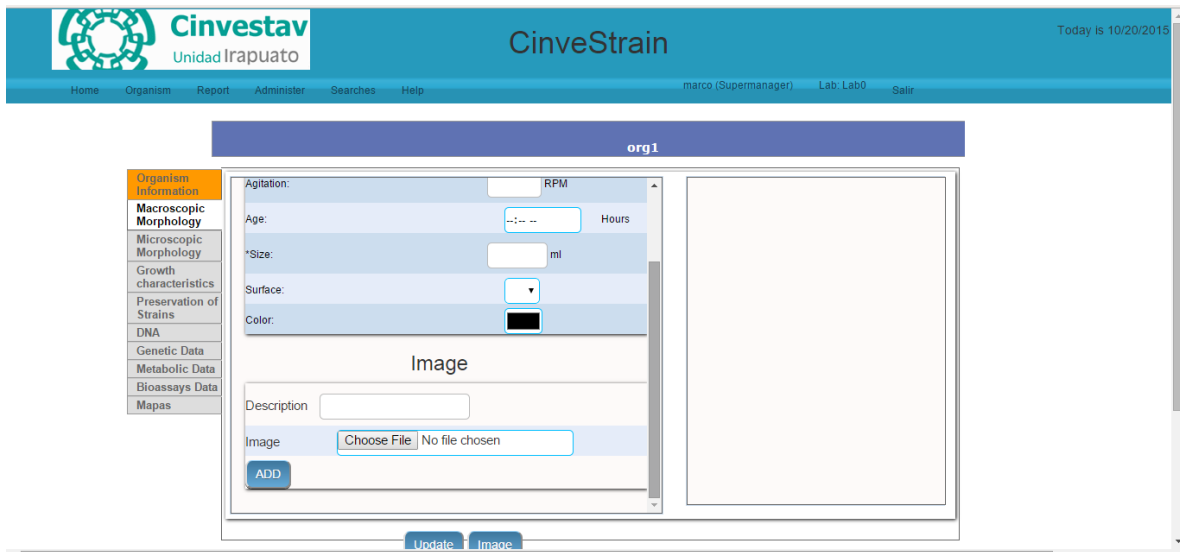 Cinvestav
Unidad Irapuato
CinveStrain
Today is 10/20/2015
Home Organism Report Administer Searches Help marco (Supermanager) Lab: Lab0 Salir
org1
Organism
Information
Macroscopic
Morphology
Microscopic
Morphology
Growth
characteristics
Preservation of
Strains
DNA
Genetic Data
Metabolic Data
Bioassays Data
Mapas
Agitation: RPM
Age: --:-- -- Hours
*Size: ml
Surface:
Color:
Image
Description
Image Choose File No file chosen
ADD
Update Image